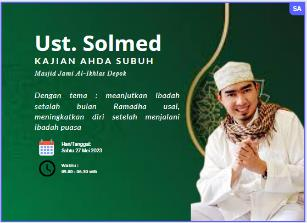 SA
Ust. Solmed
KAJIAN AHDA SUBUH
Masjid Jami Al-Ikhlas Depok
Dengan tema : meanjutkan ibadah
setalah bulan Ramadha usai,
meningkatkan diri setelah menjalani
ibadah puasa
Hari/Tanggal:
Sabtu 27 Mei 2023
Waktu :
05.00 - 06.30 wib